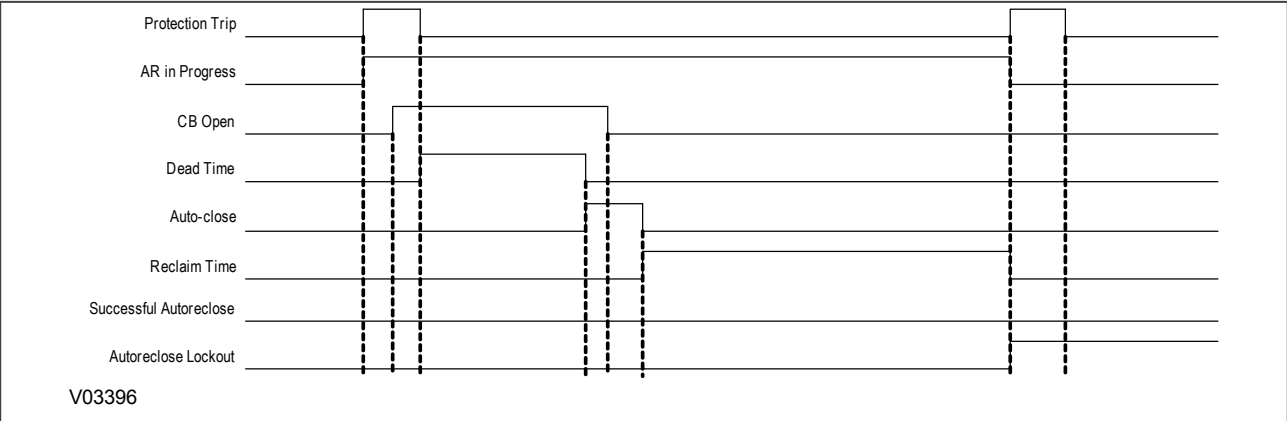 Protection Trip
AR in Progress
CB Open
Dead Time
Auto-close
Reclaim Time
Successful Autoreclose
Autoreclose Lockout
V03396